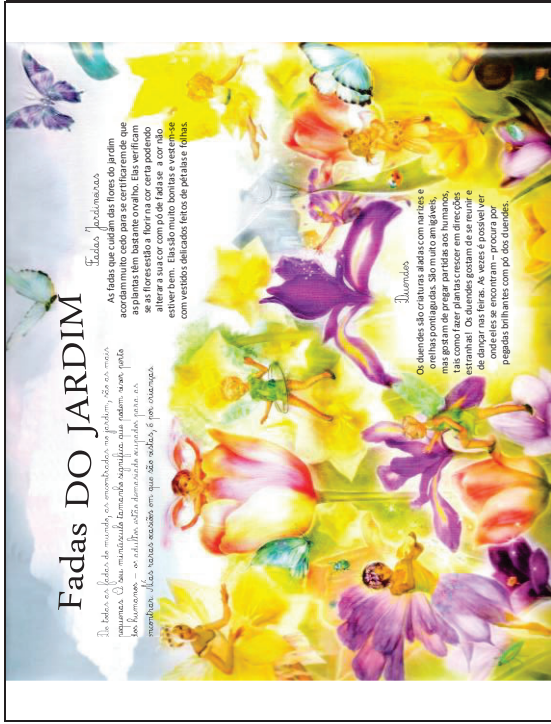 Fadas DO JARDIM
De todas as fadas do mundo, as encontradas no jardim, são as mais
pequenas. O seu minúsculo tamanho significa que podem viver perto
dos humanos – os adultos estão demasiado ocupados para as
encontrar. Nas raras ocasiões em que são vistas, é por crianças.
Fadas Jardineiras
As fadas que cuidam das flores do jardim
acordam muito cedo para se certificarem de que
as plantas têm bastante orvalho. Elas verificam
se as flores estão a florir na cor certa podendo
alterar a sua cor com pó de fada se a cor não
estiver bem. Elas são muito bonitas e vestem-se
com vestidos delicados feitos de pétalas e folhas.
Duendes
Os duendes são criaturas aladas com narizes e
orelhas pontiagudas. São muito amigáveis,
mas gostam de pregar partidas aos humanos,
tais como fazer plantas crescer em direcções
estranhas! Os duendes gostam de se reunir e
de dançar nas feiras. As vezes é possível ver
onde eles se encontram – procura por
pegadas brilhantes com pó dos duendes.